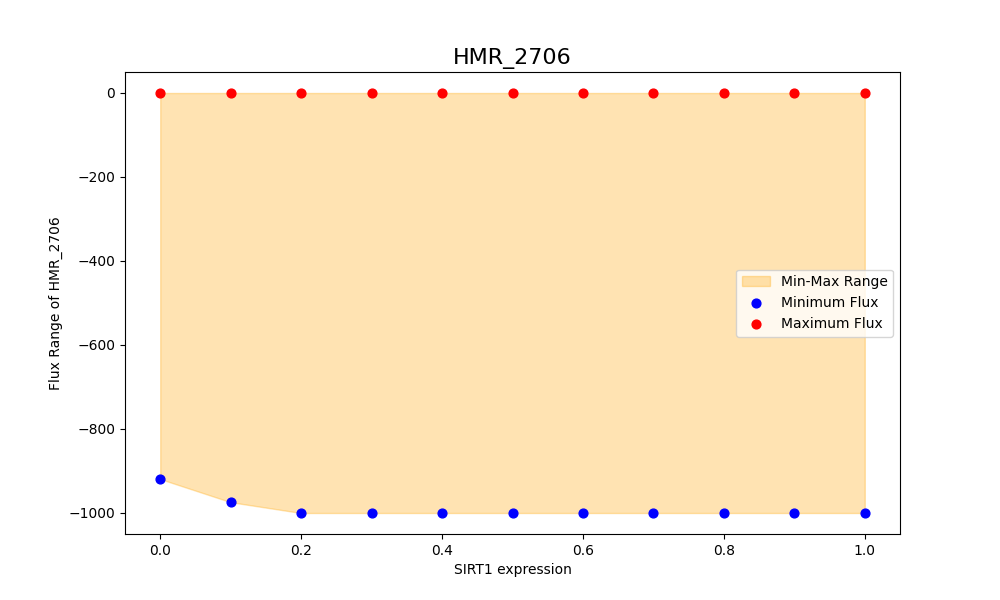 HMR_2706
Flux Range of HMR_2706
0
−200
−400
−600
−800
−1000
Min-Max Range
Minimum Flux
Maximum Flux
0.0
0.2
0.4
0.6
0.8
1.0
SIRT1 expression